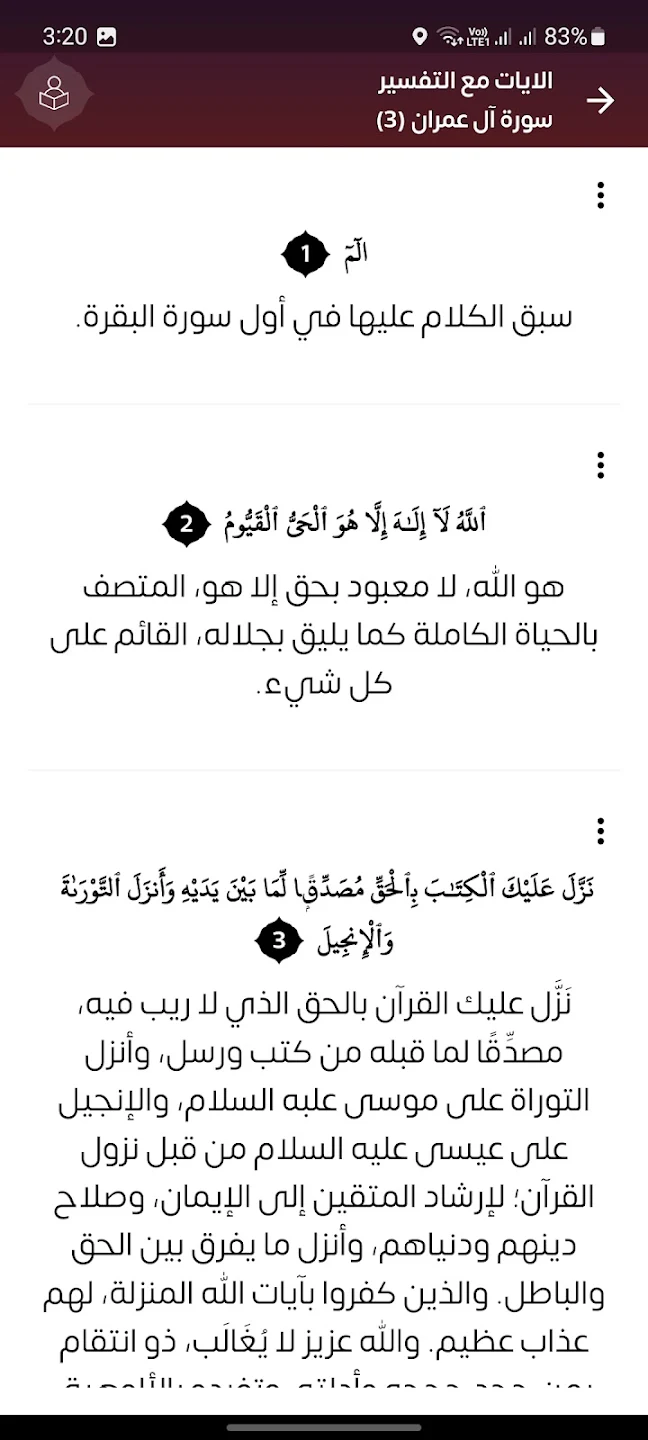 3:20
Vo)) LTE1 83%
الايات مع التفسير
سورة آل عمران (3)
الٓمٓ 1
سبق الكلام عليها في أول سورة البقرة.
ٱللَّهُ لَآ إِلَـٰهَ إِلَّا هُوَ ٱلْحَىُّ ٱلْقَيُّومُ 2
هو الله، لا معبود بحق إلا هو، المتصف
بالحياة الكاملة كما يليق بجلاله، القائم على
كل شيء.
نَزَّلَ عَلَيْكَ ٱلْكِتَـٰبَ بِٱلْحَقِّ مُصَدِّقًۭا لِّمَا بَيْنَ يَدَيْهِ وَأَنزَلَ ٱلتَّوْرَىٰةَ
وَٱلْإِنجِيلَ 3
نَزَّل عليك القرآن بالحق الذي لا ريب فيه،
مصدِّقًا لما قبله من كتب ورسل، وأنزل
التوراة على موسى علبه السلام، والإنجيل
على عيسى عليه السلام من قبل نزول
القرآن؛ لإرشاد المتقين إلى الإيمان، وصلاح
دينهم ودنياهم، وأنزل ما يفرق بين الحق
والباطل. والذين كفروا بآيات الله المنزلة، لهم
عذاب عظيم. والله عزيز لا يُغَالَب، ذو انتقام